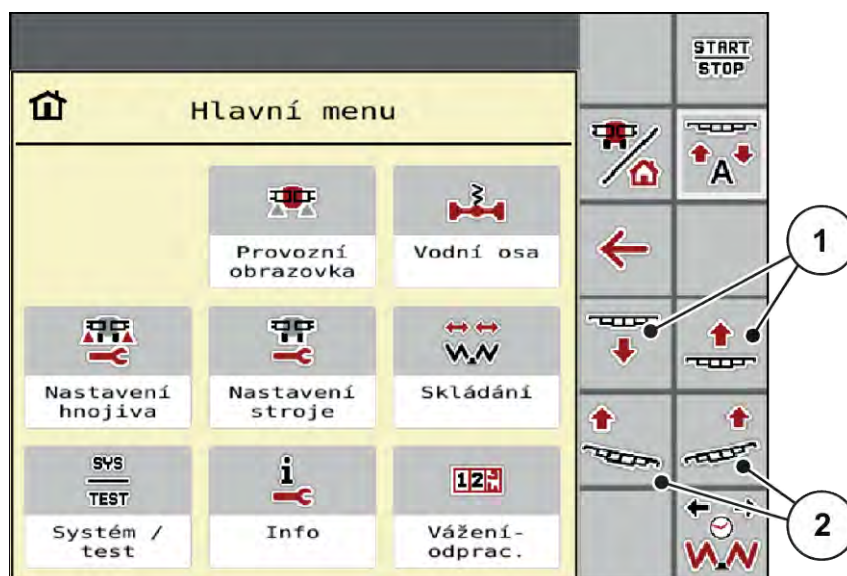 START
STOP
Hlavní menu
A
Provozní
obrazovka
Vodní osa
1
Nastavení
hnojiva
Nastavení
stroje
Skládání
SYS
TEST
Systém /
test
i
Info
12
Vážení-
odprac.
2